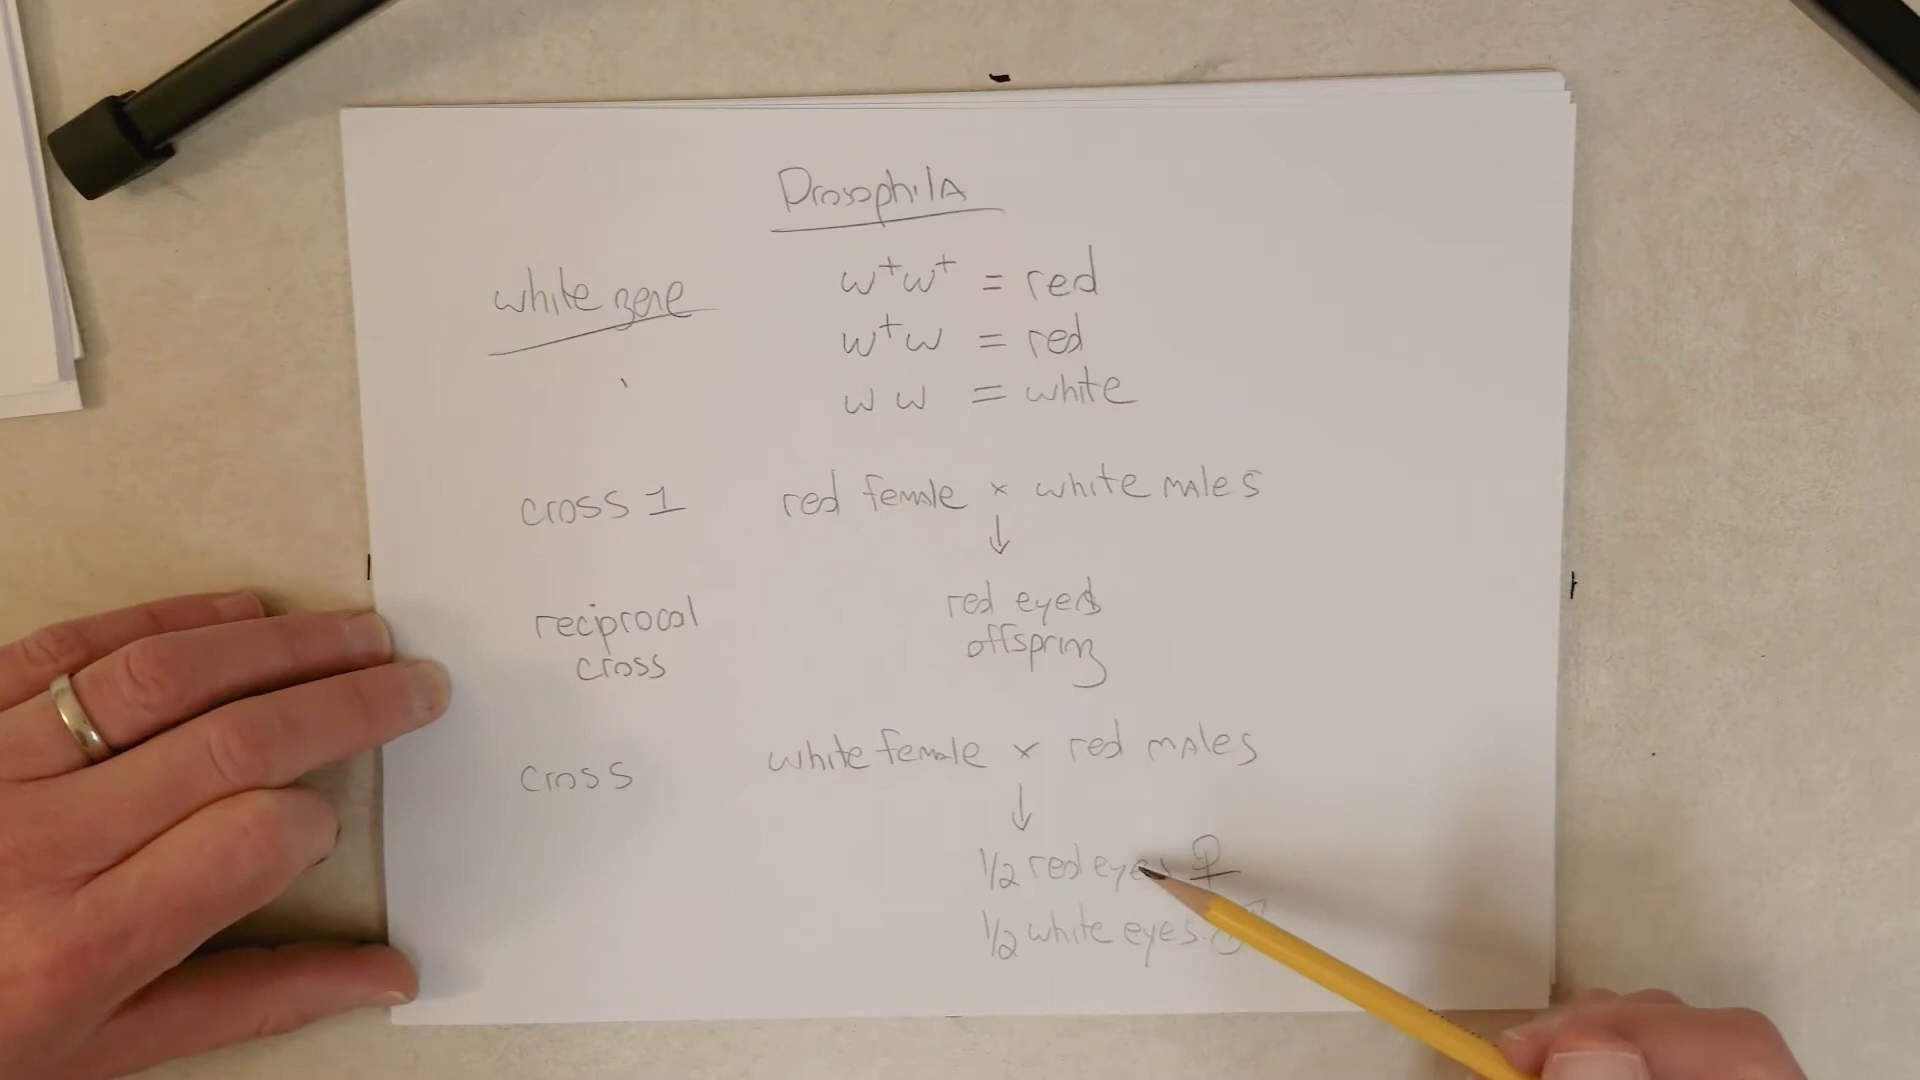 Drosophila
white gene
w⁺w⁺ = red
w⁺w = red
w w = white
cross 1 red female x white males
↓
reciprocal
cross
red eyed
offspring
cross white female x red males
↓
1/2 red eyes ♀
1/2 white eyes ♂